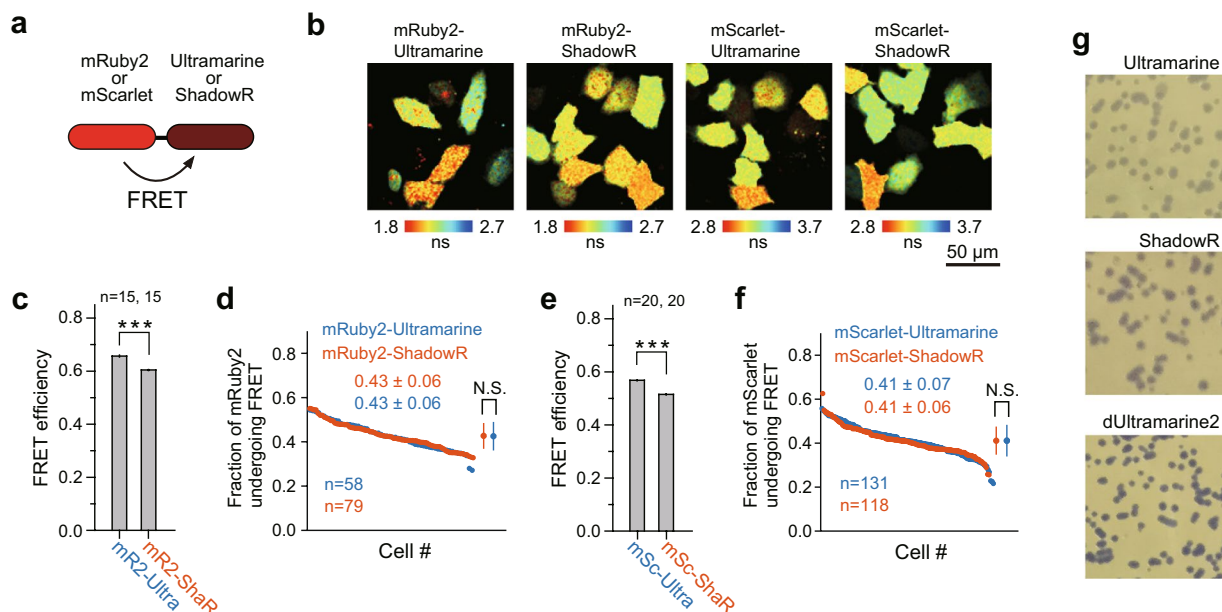 a
mRuby2
or
mScarlet
Ultramarine
or
ShadowR
FRET
b
mRuby2-
Ultramarine
mRuby2-
ShadowR
mScarlet-
Ultramarine
mScarlet-
ShadowR
1.8 2.7
ns
1.8 2.7
ns
2.8 3.7
ns
2.8 3.7
ns
50 µm
c
n=15, 15
***
FRET efficiency
0.8
0.6
0.4
0.2
0.0
mR2-Ultra
mR2-ShaR
d
Fraction of mRuby2
undergoing FRET
0.8
0.6
0.4
0.2
0.0
mRuby2-Ultramarine
mRuby2-ShadowR
0.43 ± 0.06
0.43 ± 0.06
N.S.
n=58
n=79
Cell #
e
n=20, 20
***
FRET efficiency
0.8
0.6
0.4
0.2
0.0
mSc-Ultra
mSc-ShaR
f
Fraction of mScarlet
undergoing FRET
0.8
0.6
0.4
0.2
0.0
mScarlet-Ultramarine
mScarlet-ShadowR
0.41 ± 0.07
0.41 ± 0.06
N.S.
n=131
n=118
Cell #
g
Ultramarine
ShadowR
dUltramarine2